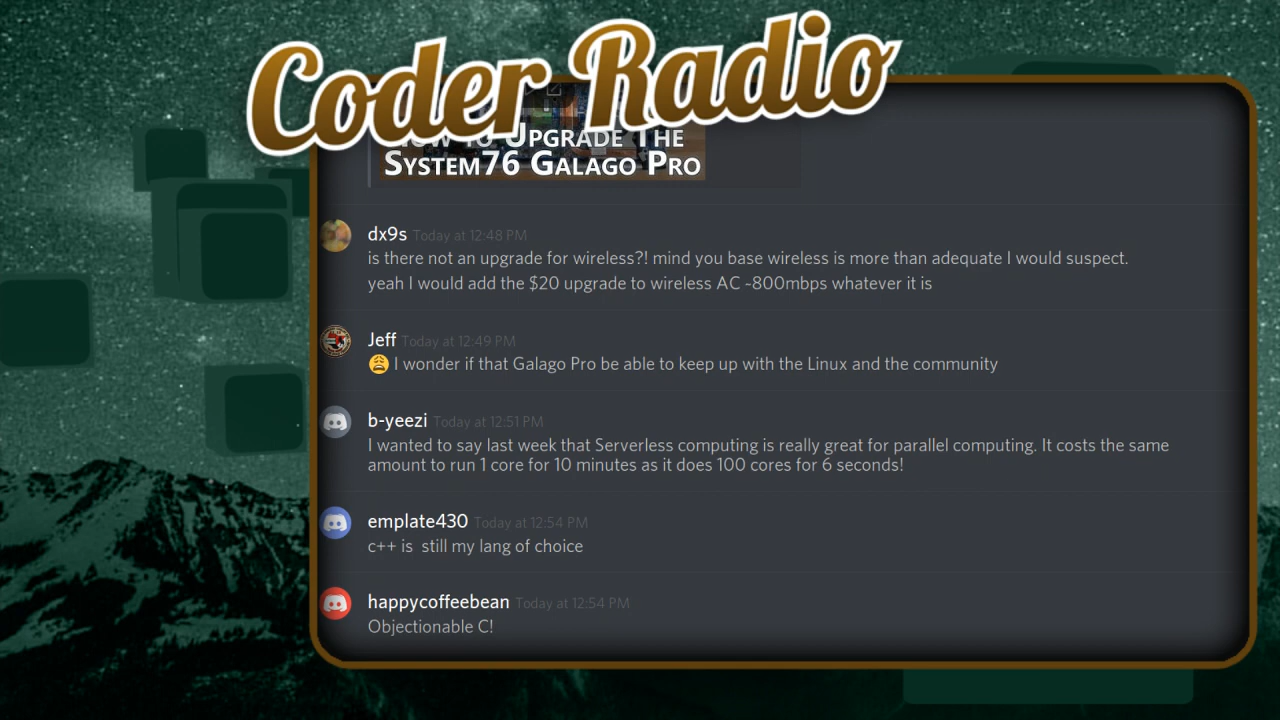 Coder Radio
How to Upgrade The
System76 Galago Pro
dx9s Today at 12:48 PM
is there not an upgrade for wireless?! mind you base wireless is more than adequate I would suspect.
yeah I would add the $20 upgrade to wireless AC ~800mbps whatever it is
Jeff Today at 12:49 PM
😩 I wonder if that Galago Pro be able to keep up with the Linux and the community
b-yeezi Today at 12:51 PM
I wanted to say last week that Serverless computing is really great for parallel computing. It costs the same
amount to run 1 core for 10 minutes as it does 100 cores for 6 seconds!
emplate430 Today at 12:54 PM
c++ is  still my lang of choice
happycoffeebean Today at 12:54 PM
Objectionable C!